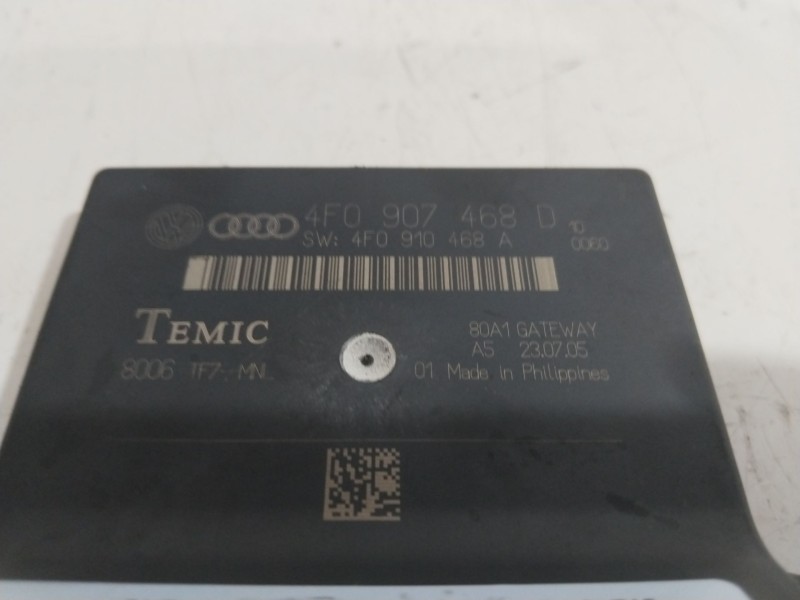 4F0 907 468 D
SW: 4F0 910 468 A
10
0060
TEMIC
80A1 GATEWAY
A5 23.07.05
8006
01 Made in Philippines